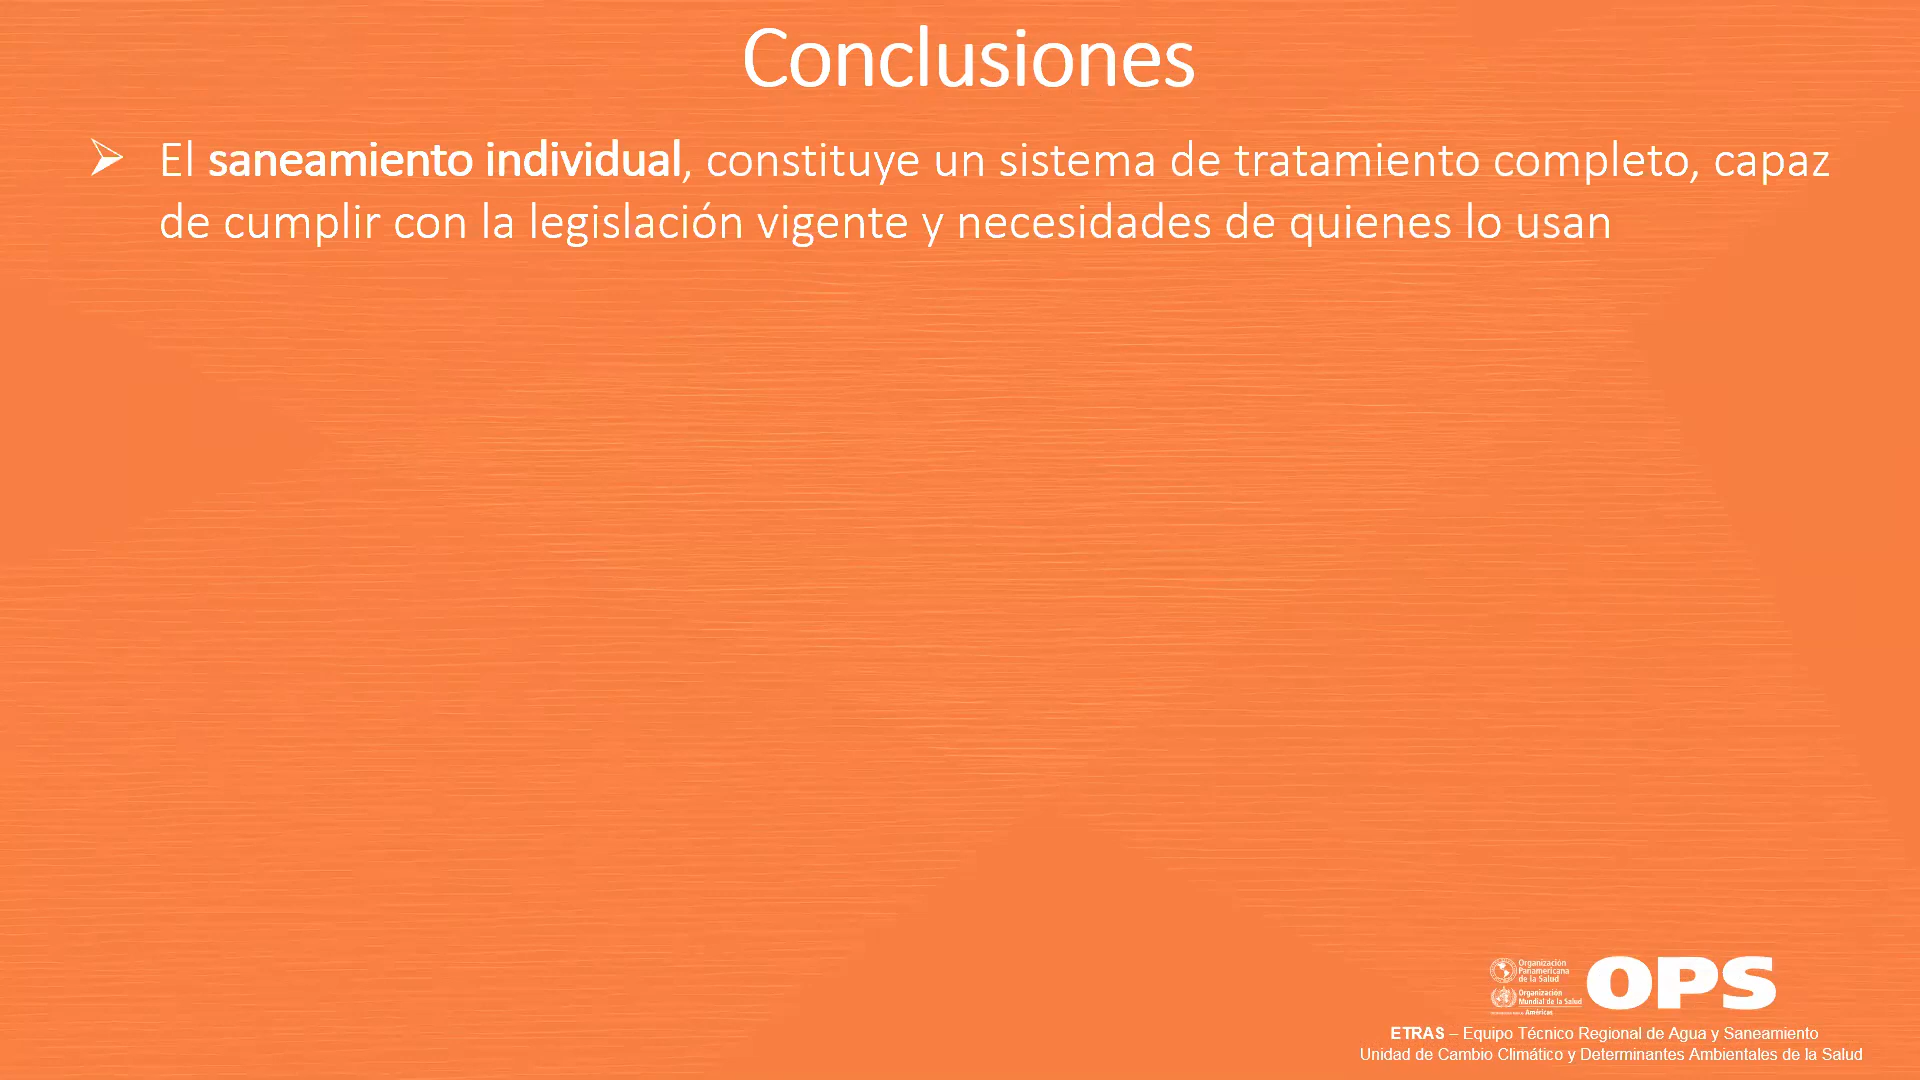 Conclusiones
➢ El saneamiento individual, constituye un sistema de tratamiento completo, capaz
de cumplir con la legislación vigente y necesidades de quienes lo usan
Organización
Panamericana
de la Salud
Organización
Mundial de la Salud
Américas
OPS
ETRAS – Equipo Técnico Regional de Agua y Saneamiento
Unidad de Cambio Climático y Determinantes Ambientales de la Salud